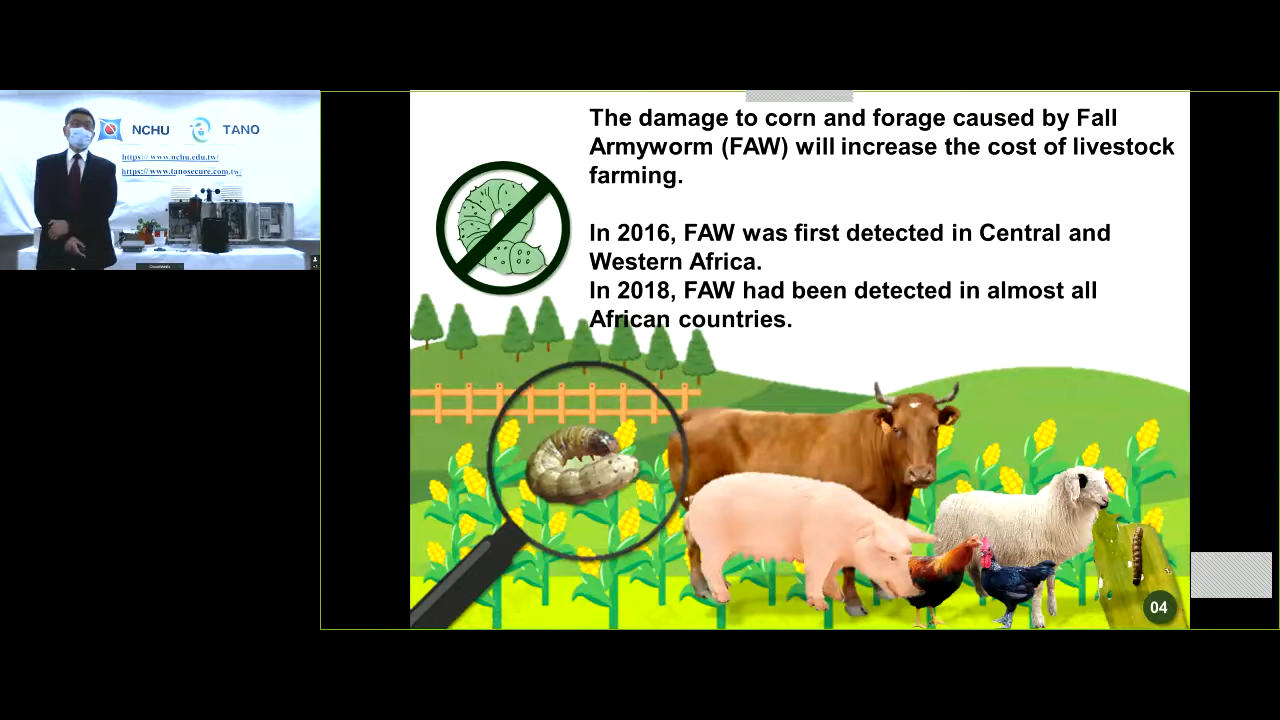 NCHU
TANO
https://www.nchu.edu.tw/
https://www.tanosecure.com.tw/
The damage to corn and forage caused by Fall
Armyworm (FAW) will increase the cost of livestock
farming.
In 2016, FAW was first detected in Central and
Western Africa.
In 2018, FAW had been detected in almost all
African countries.
04